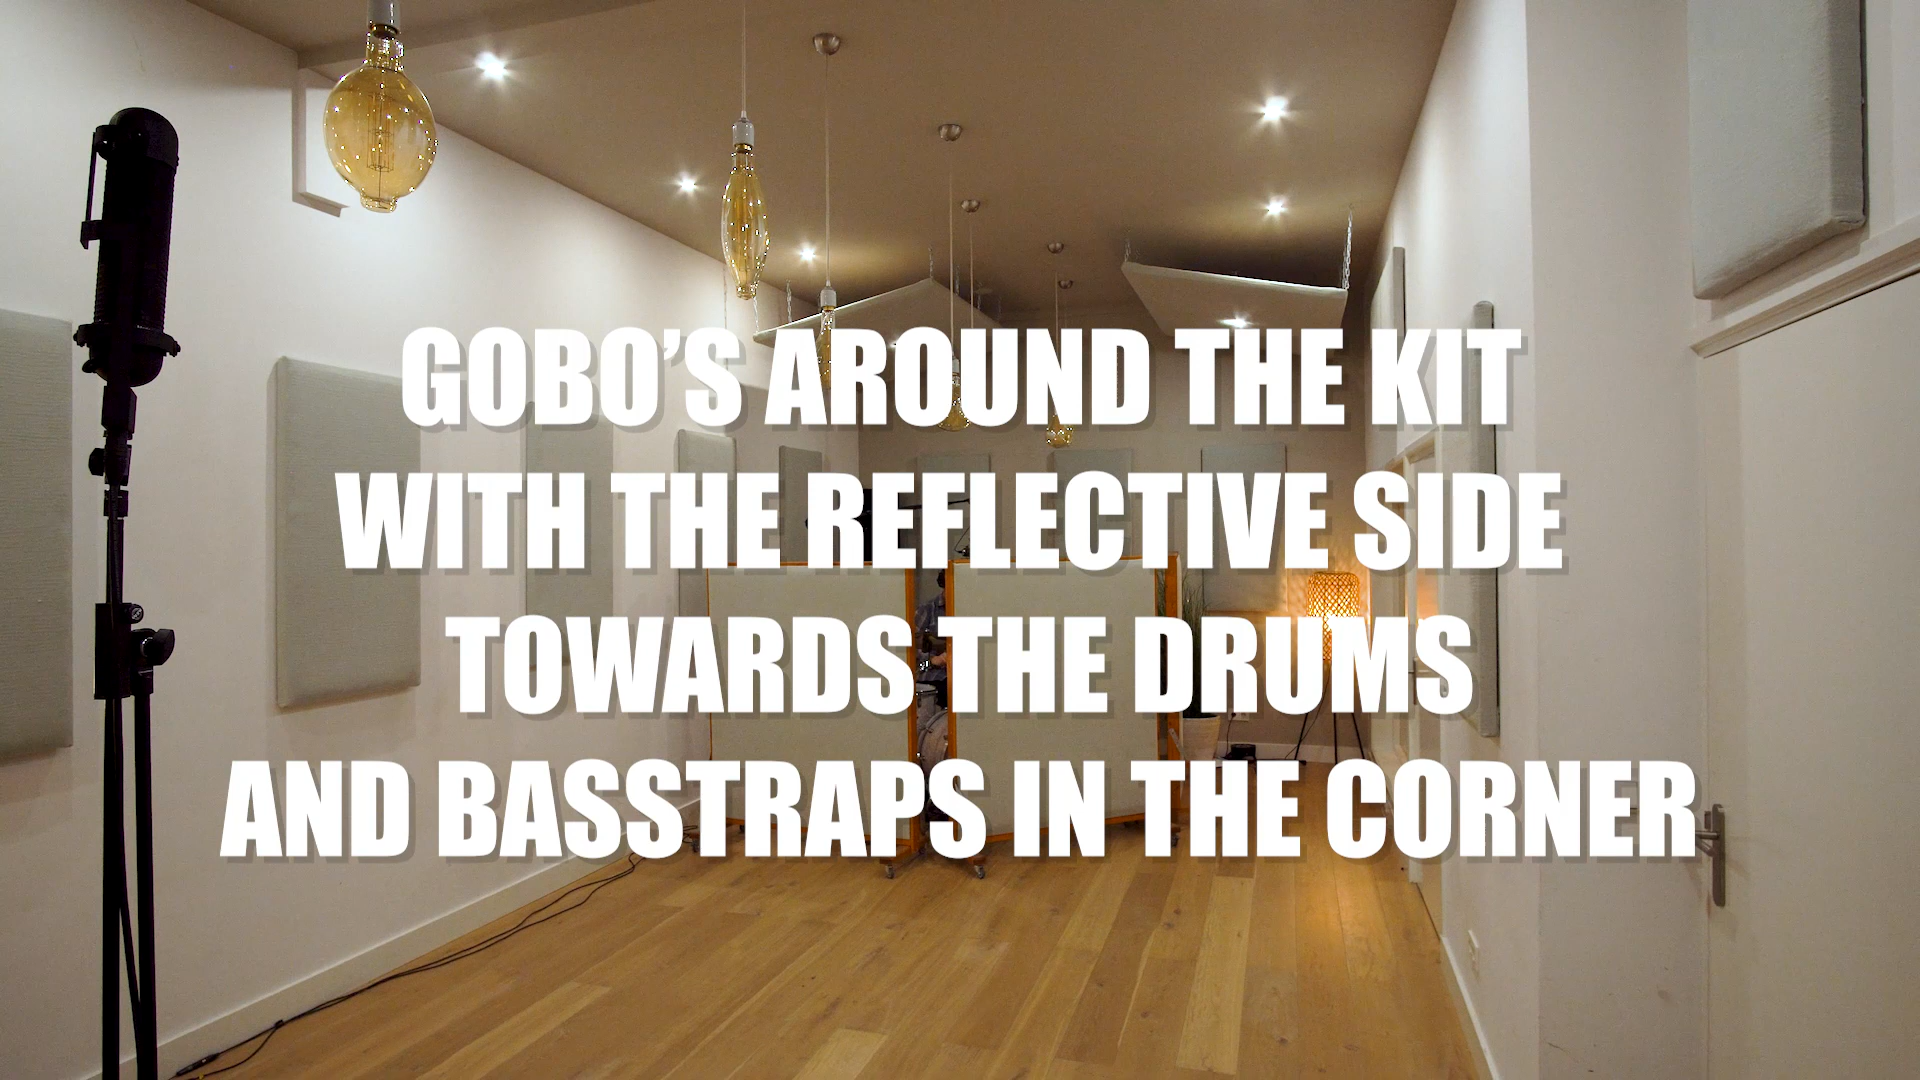 GOBO’S AROUND THE KIT
WITH THE REFLECTIVE SIDE
TOWARDS THE DRUMS
AND BASSTRAPS IN THE CORNER